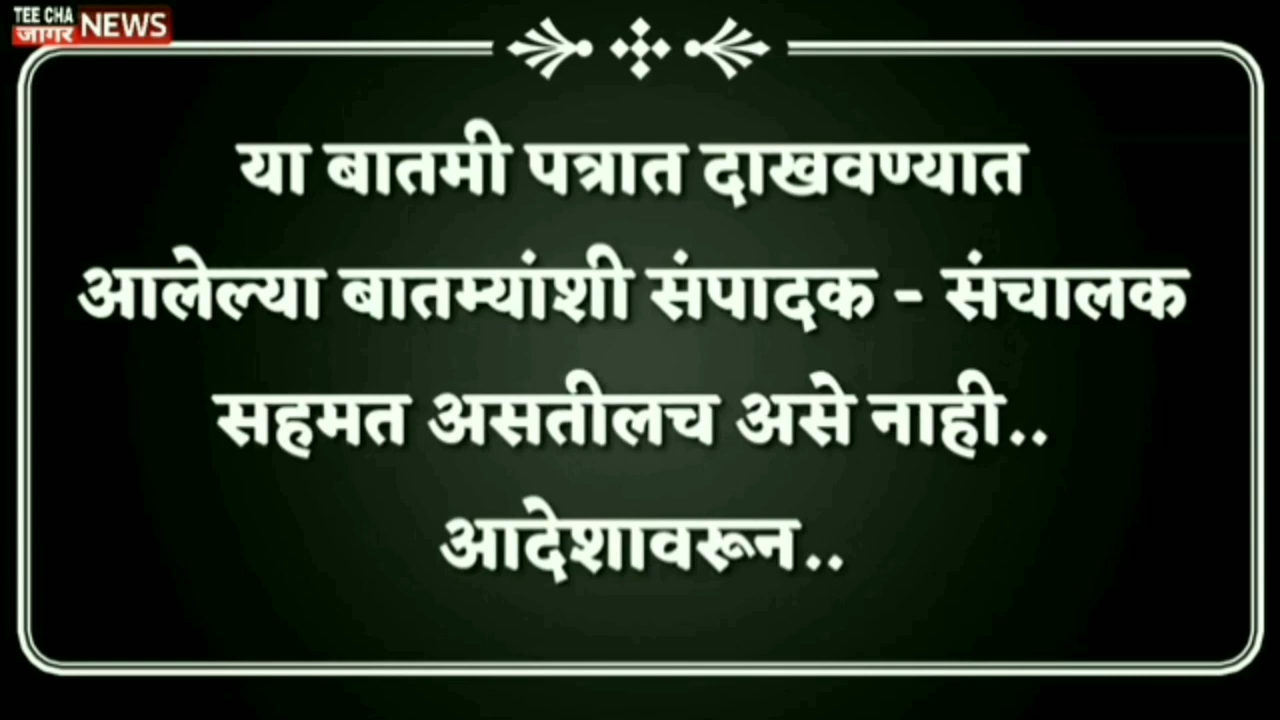 TEE CHA
जागर NEWS
या बातमी पत्रात दाखवण्यात
आलेल्या बातम्यांशी संपादक - संचालक
सहमत असतीलच असे नाही..
आदेशावरून..